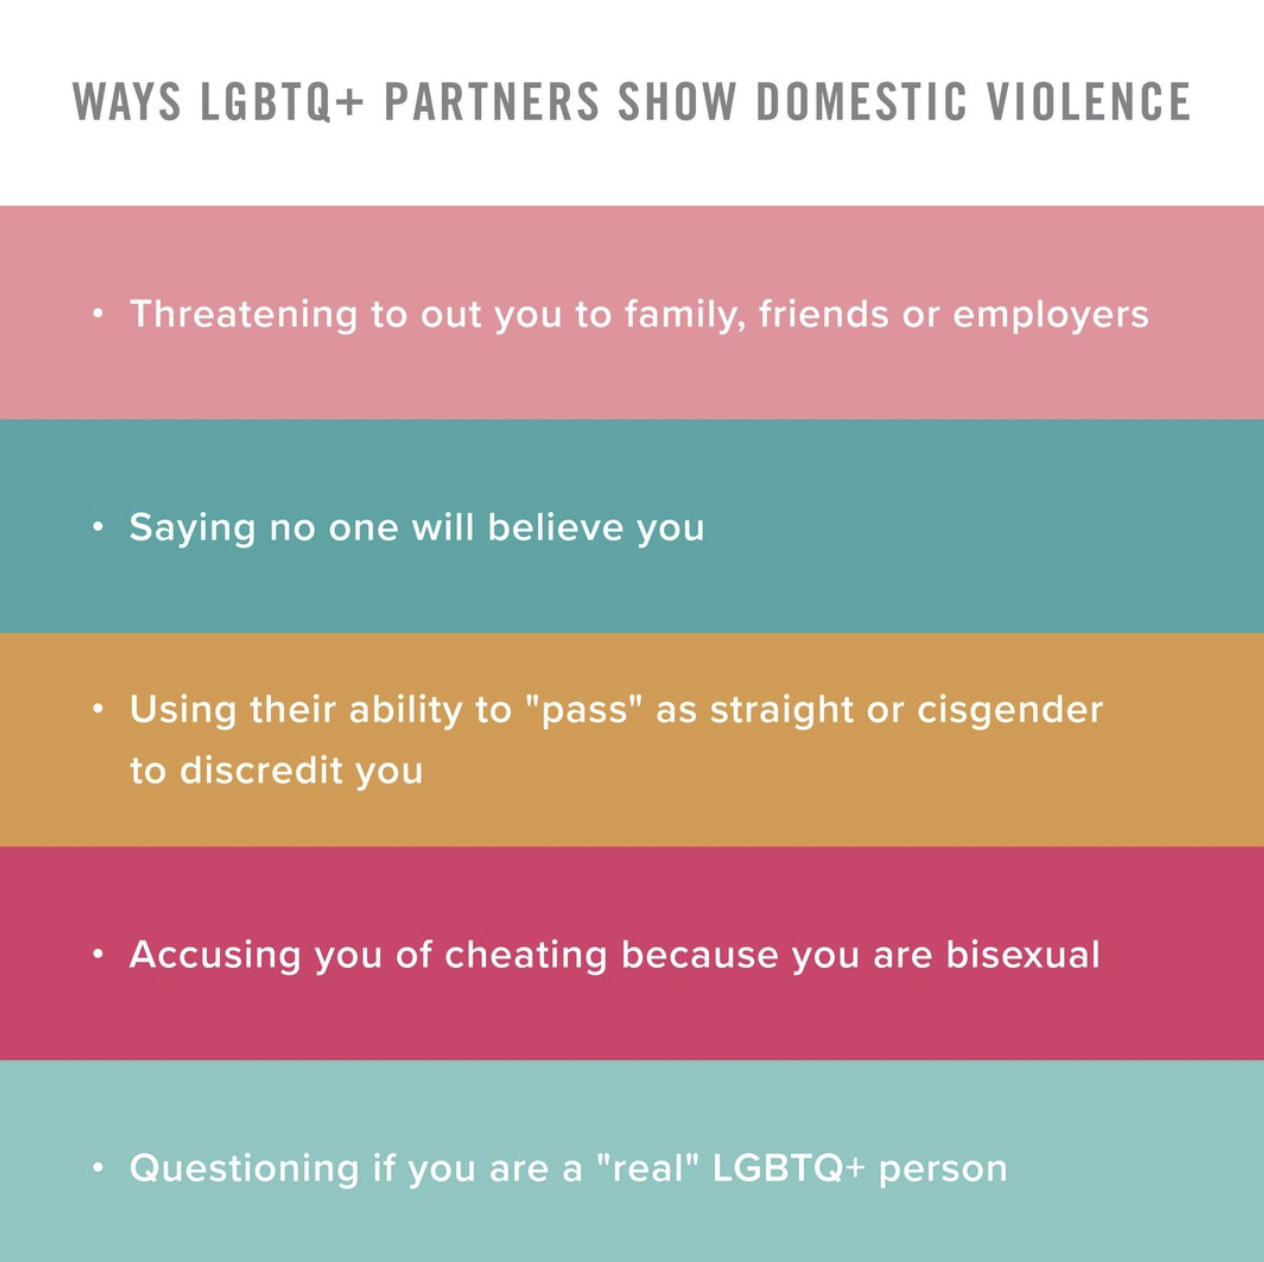 WAYS LGBTQ+ PARTNERS SHOW DOMESTIC VIOLENCE
• Threatening to out you to family, friends or employers
• Saying no one will believe you
• Using their ability to "pass" as straight or cisgender
to discredit you
• Accusing you of cheating because you are bisexual
• Questioning if you are a "real" LGBTQ+ person